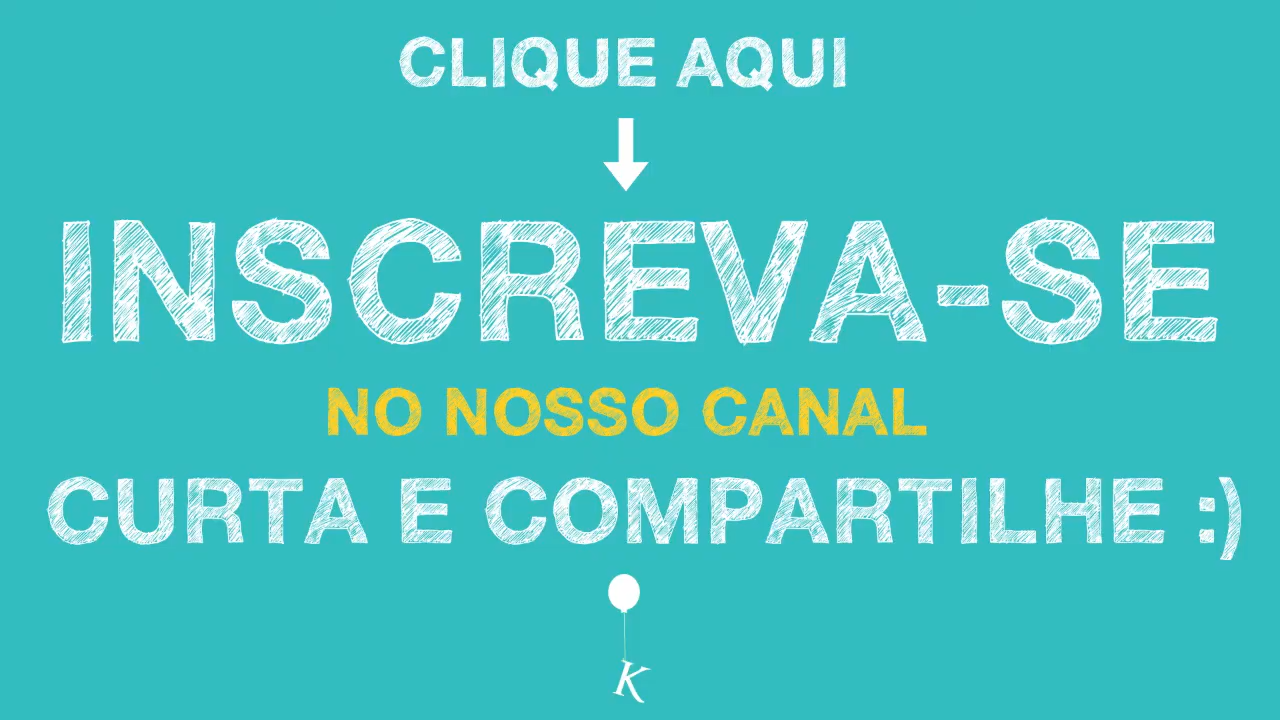 CLIQUE AQUI
INSCREVA-SE
NO NOSSO CANAL
CURTA E COMPARTILHE :)
K